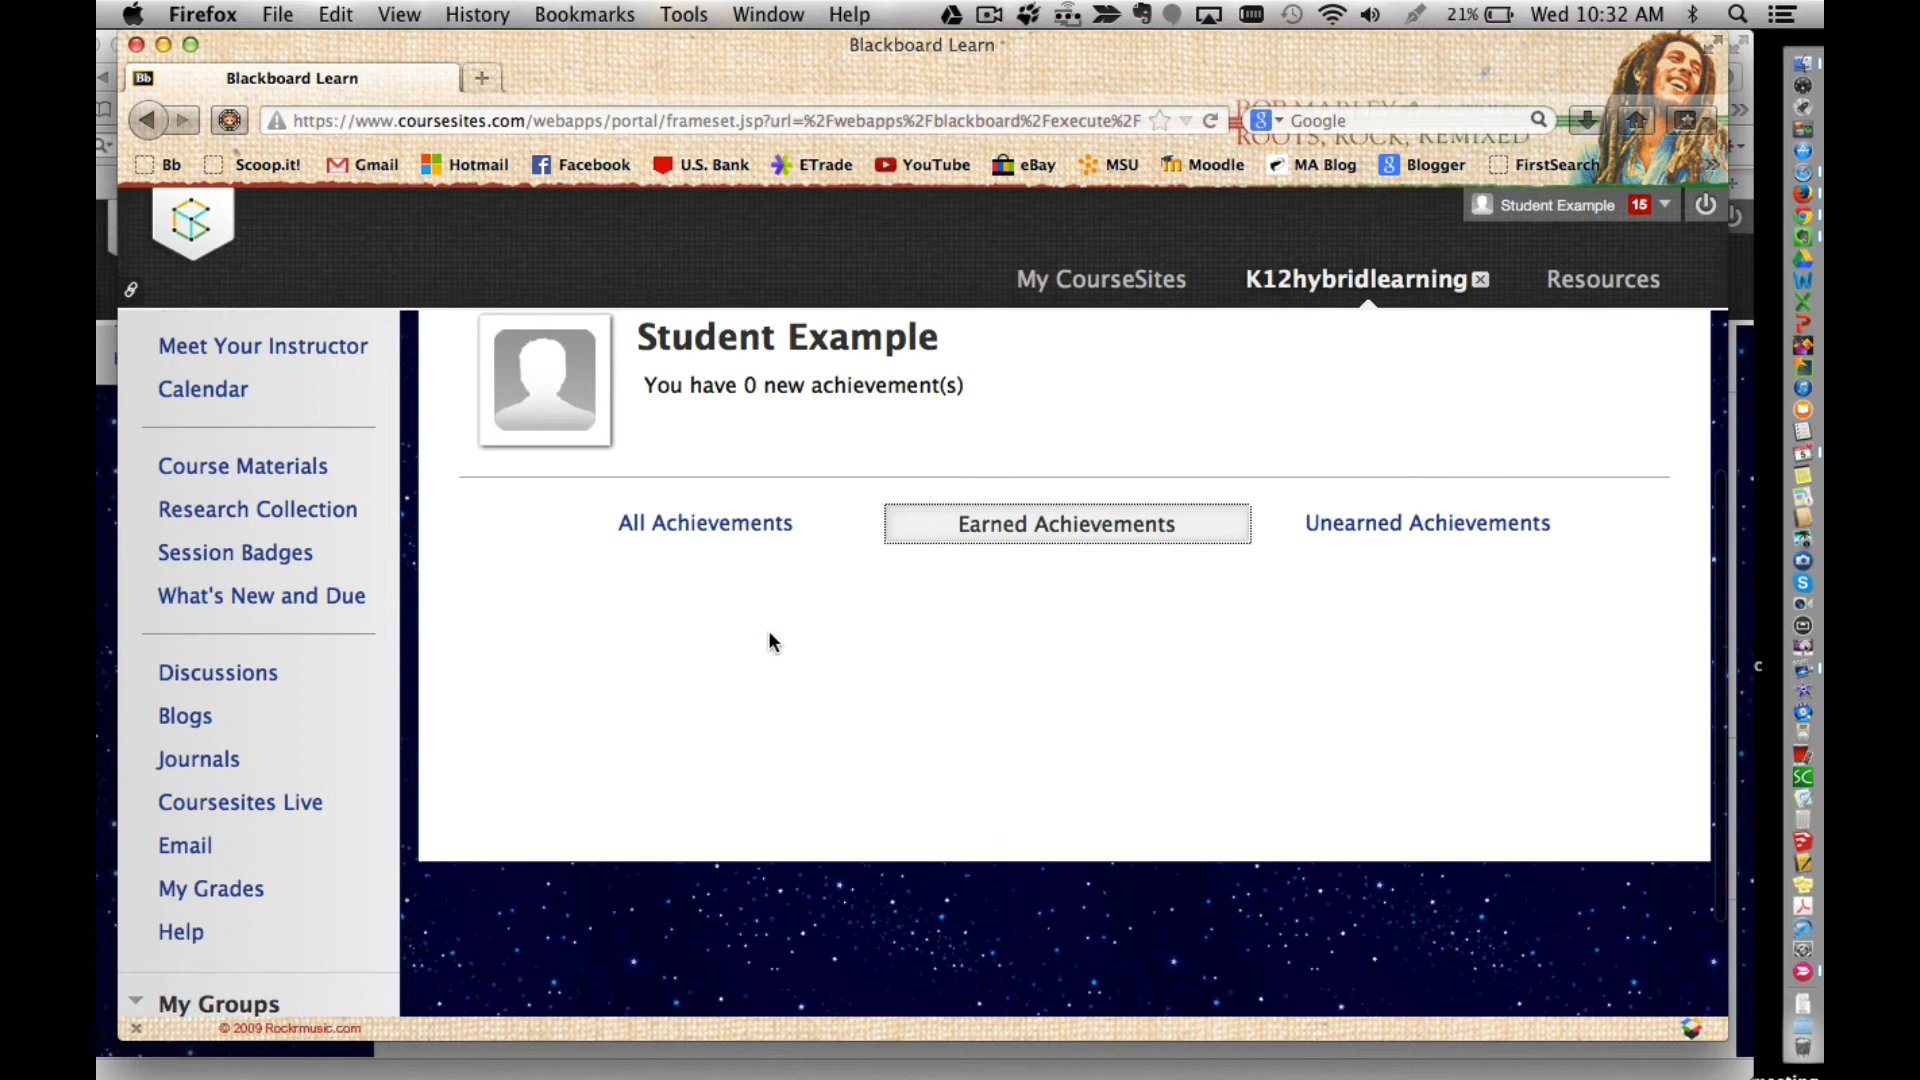 Firefox File Edit View History Bookmarks Tools Window Help 21% Wed 10:32 AM
Blackboard Learn
Bb Blackboard Learn
https://www.coursesites.com/webapps/portal/frameset.jsp?url=%2Fwebapps%2Fblackboard%2Fexecute%2F Google
ROOTS, ROCK, REMIXED
Bb Scoop.it! Gmail Hotmail Facebook U.S. Bank ETrade YouTube eBay MSU Moodle MA Blog Blogger FirstSearch
Student Example 15
My CourseSites K12hybridlearning Resources
Meet Your Instructor
Calendar
Course Materials
Research Collection
Session Badges
What's New and Due
Discussions
Blogs
Journals
Coursesites Live
Email
My Grades
Help
My Groups
Student Example
You have 0 new achievement(s)
All Achievements Earned Achievements Unearned Achievements
© 2009 Rockrmusic.com